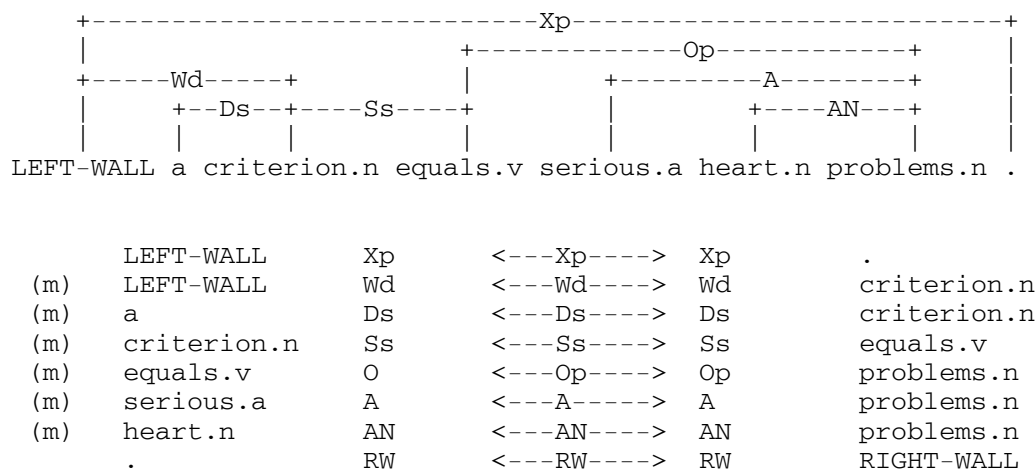 +---------------------------Xp--------------------------+
    |                       +-------------Op------------+     |
    +-----Wd-----+          |        +---------A--------+     |
    |     +--Ds--+----Ss----+        |        +----AN---+     |
    |     |      |          |        |        |         |     |
LEFT-WALL a criterion.n equals.v serious.a heart.n problems.n .
LEFT-WALL Xp <---Xp----> Xp .
(m) LEFT-WALL Wd <---Wd----> Wd criterion.n
(m) a Ds <---Ds----> Ds criterion.n
(m) criterion.n Ss <---Ss----> Ss equals.v
(m) equals.v O <---Op----> Op problems.n
(m) serious.a A <---A-----> A problems.n
(m) heart.n AN <---AN----> AN problems.n
. RW <---RW----> RW RIGHT-WALL